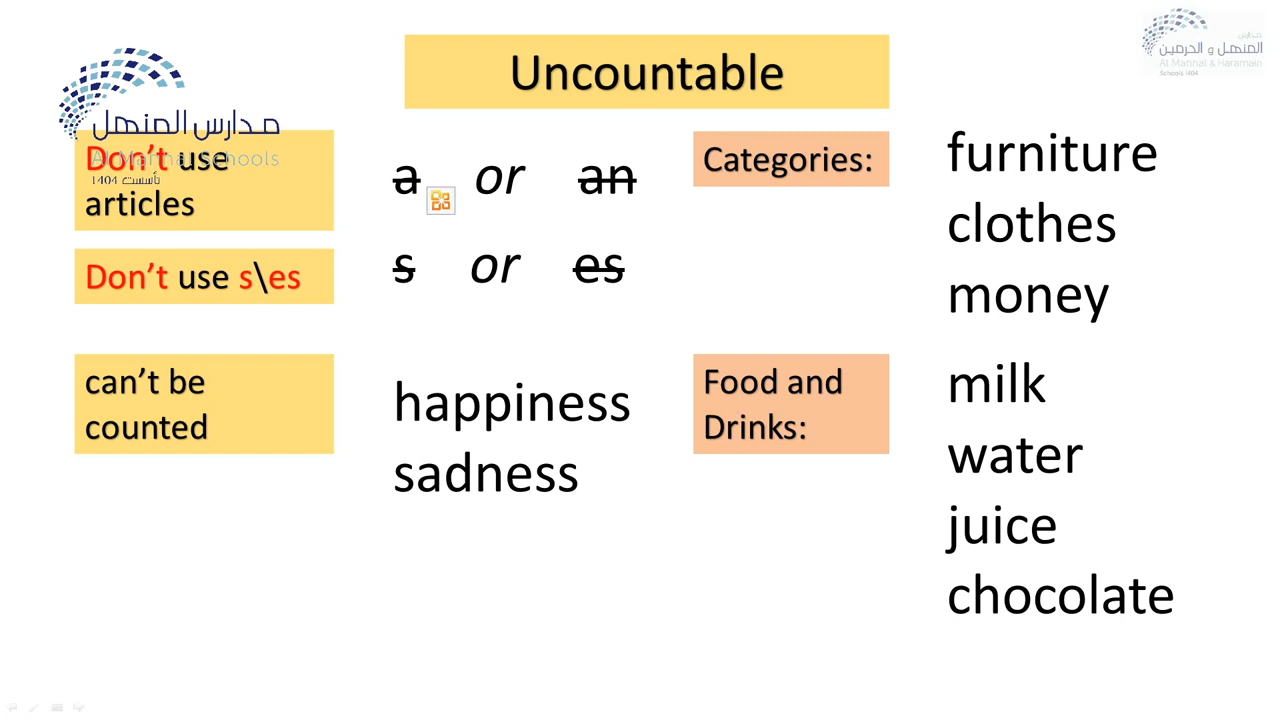 Uncountable
مدارس المنهل
Al Manhal Schools
تأسست 1404
مدارس
المنهل و الحرمين
Al Manhal & Haramain
Schools 1404
Don't use
articles
a or an
Don't use s\es
s or es
can't be
counted
happiness
sadness
Categories:
furniture
clothes
money
Food and
Drinks:
milk
water
juice
chocolate